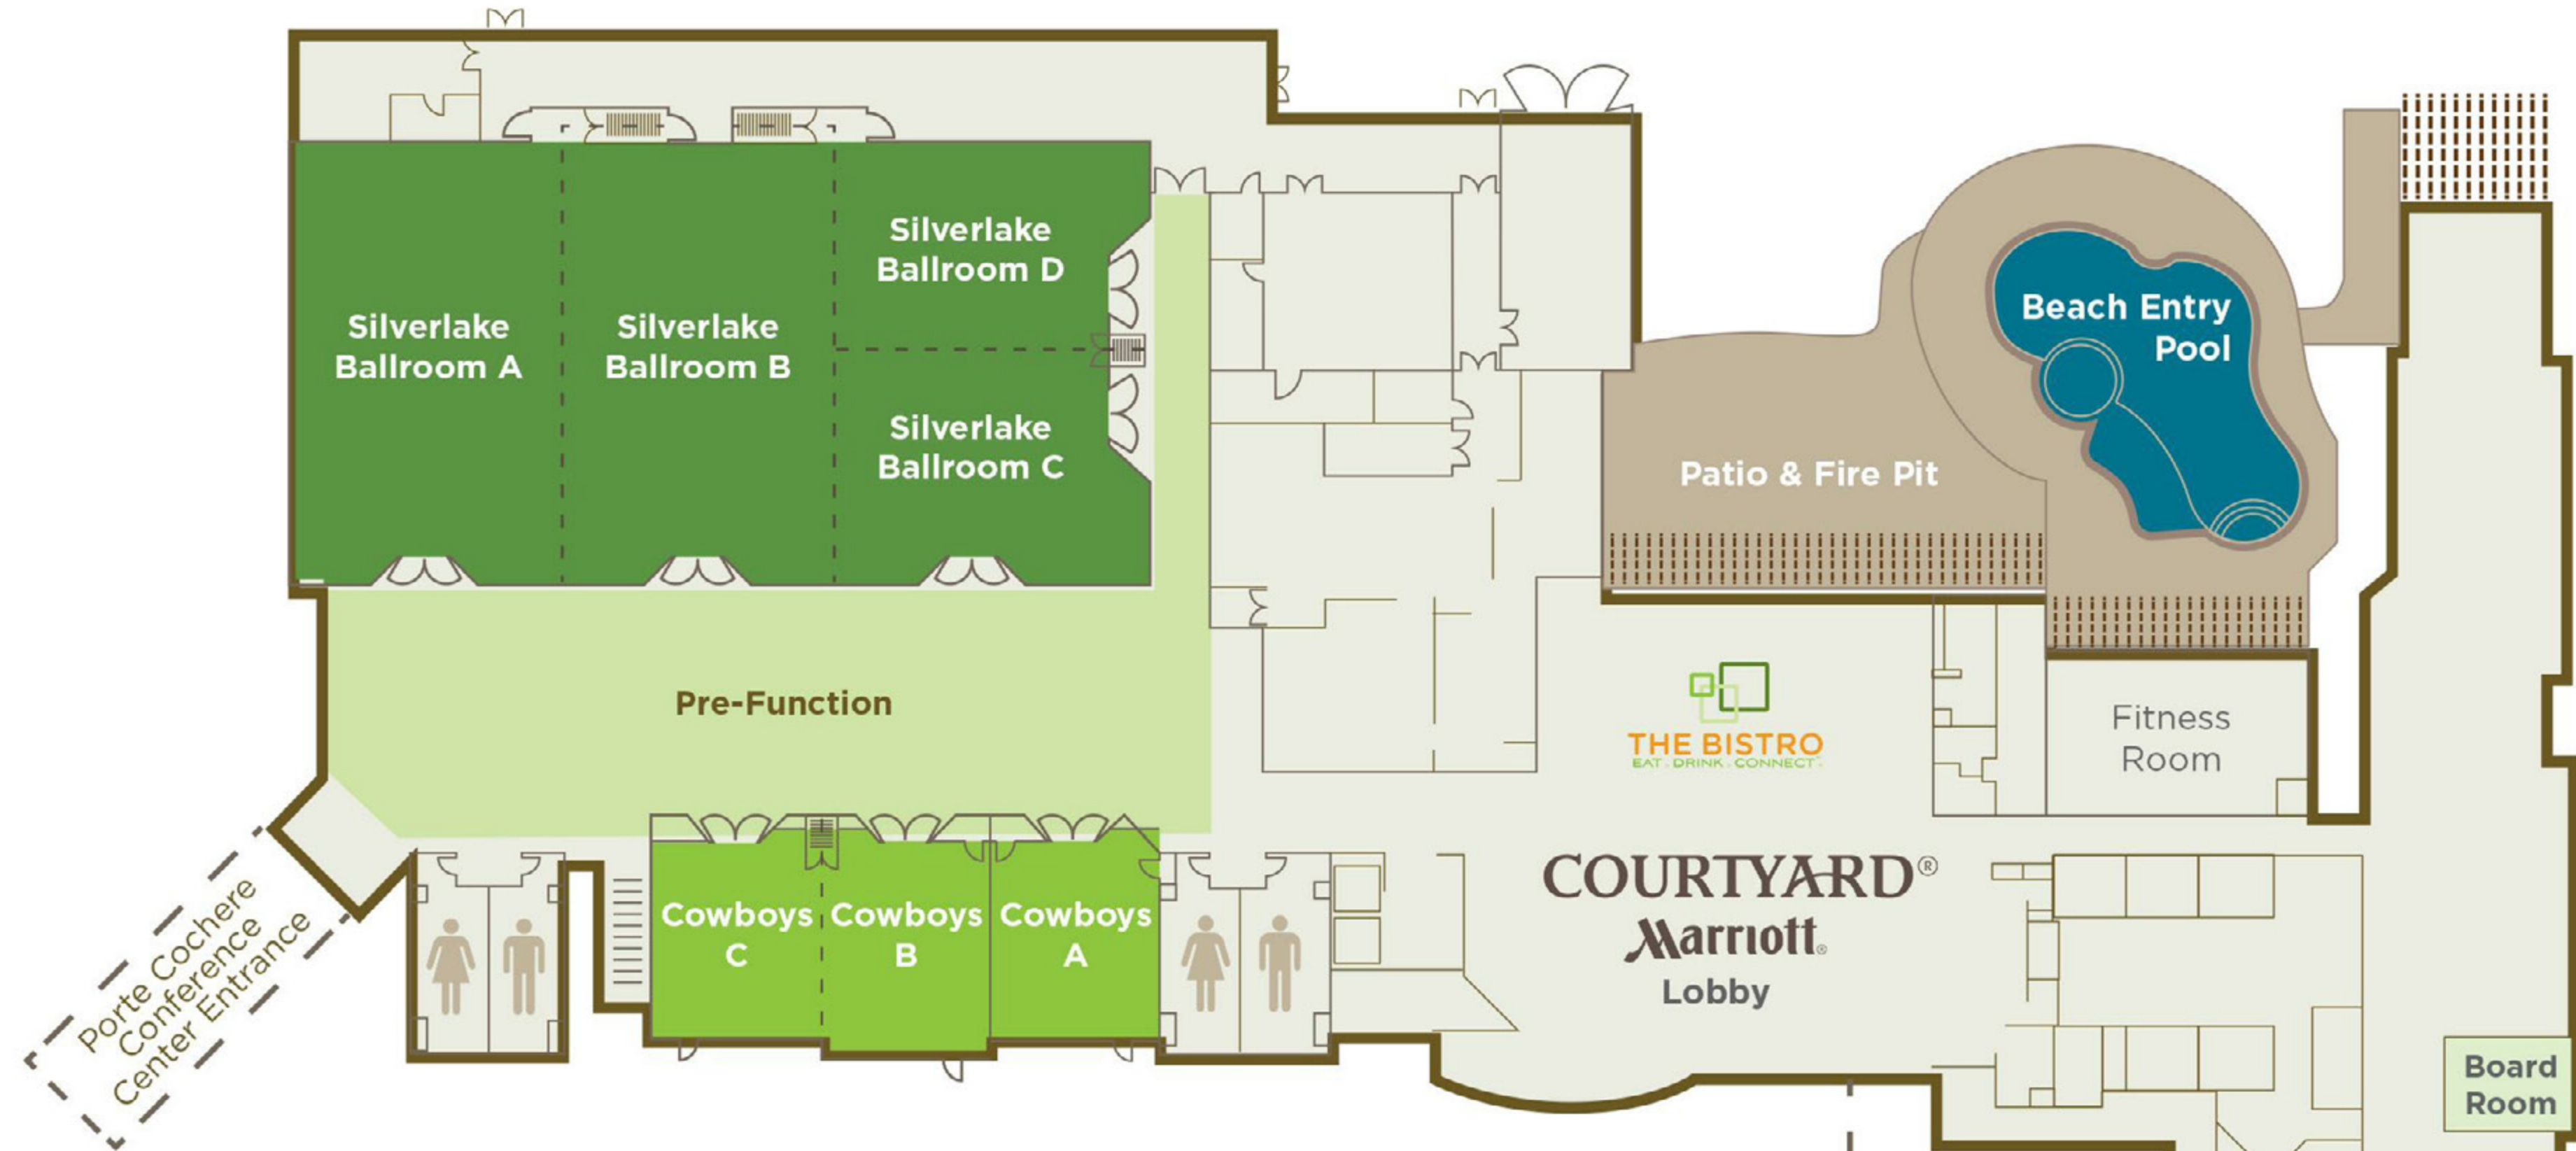 Silverlake
Ballroom A
Silverlake
Ballroom B
Silverlake
Ballroom D
Silverlake
Ballroom C
Beach Entry
Pool
Patio & Fire Pit
Pre-Function
THE BISTRO
EAT . DRINK . CONNECT
Fitness
Room
Porte Cochere
Conference
Center Entrance
Cowboys
C
Cowboys
B
Cowboys
A
COURTYARD®
Marriott®
Lobby
Board
Room